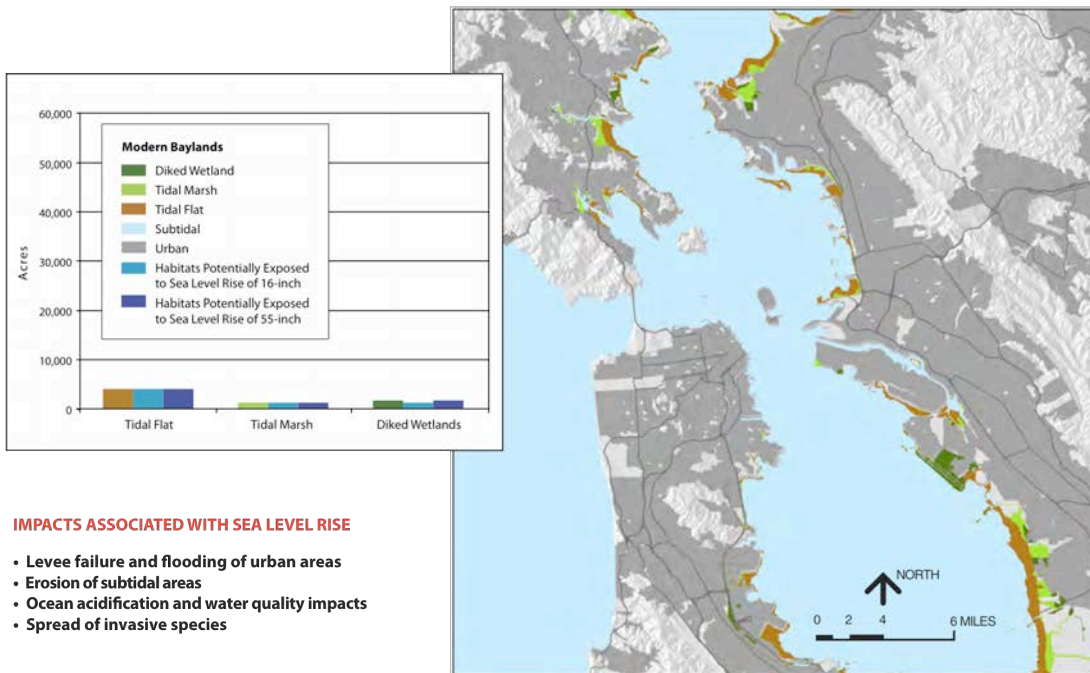 60,000
50,000
40,000
30,000
20,000
10,000
0
Acres
Modern Baylands
Diked Wetland
Tidal Marsh
Tidal Flat
Subtidal
Urban
Habitats Potentially Exposed
to Sea Level Rise of 16-inch
Habitats Potentially Exposed
to Sea Level Rise of 55-inch
Tidal Flat
Tidal Marsh
Diked Wetlands
IMPACTS ASSOCIATED WITH SEA LEVEL RISE
• Levee failure and flooding of urban areas
• Erosion of subtidal areas
• Ocean acidification and water quality impacts
• Spread of invasive species
NORTH
0 2 4 6 MILES